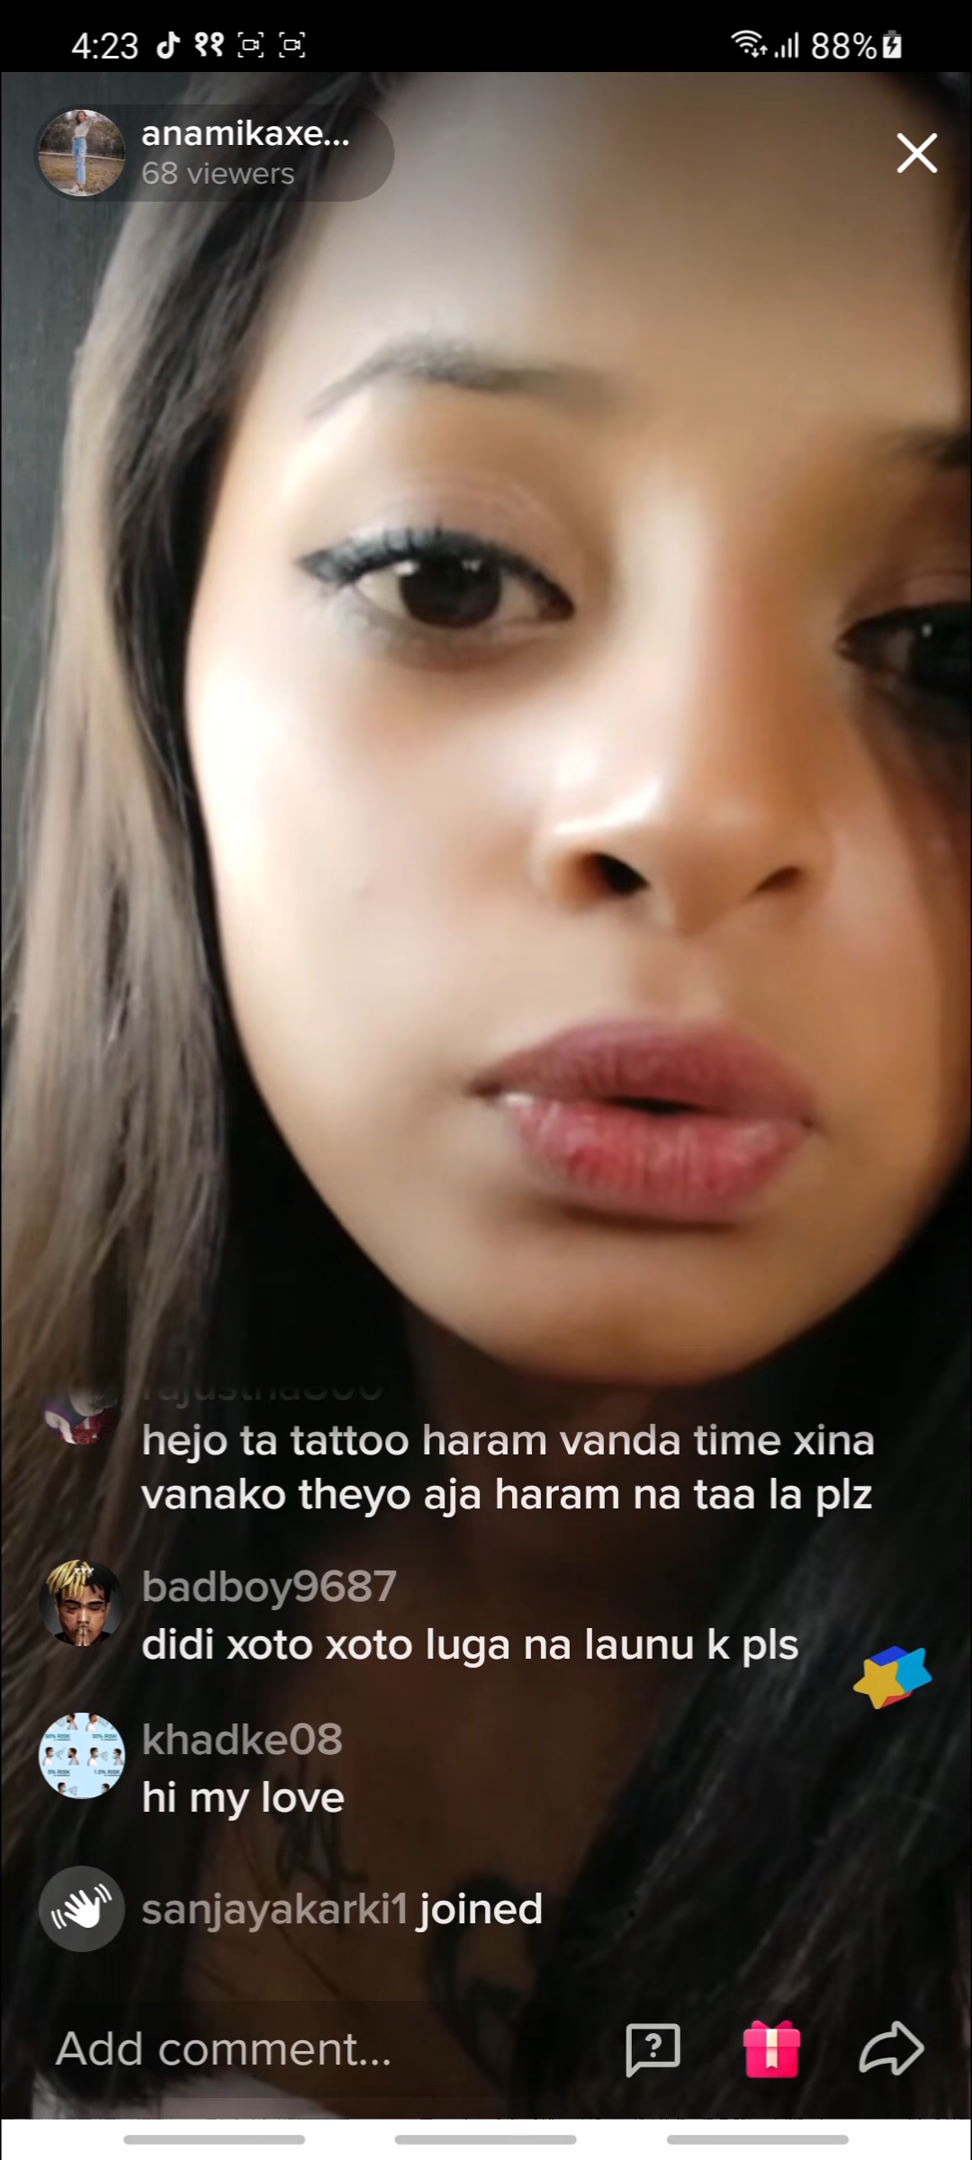 4:23
88%
anamikaxe...
68 viewers
hejo ta tattoo haram vanda time xina
vanako theyo aja haram na taa la plz
badboy9687
didi xoto xoto luga na launu k pls
khadke08
hi my love
sanjayakarki1 joined
Add comment...